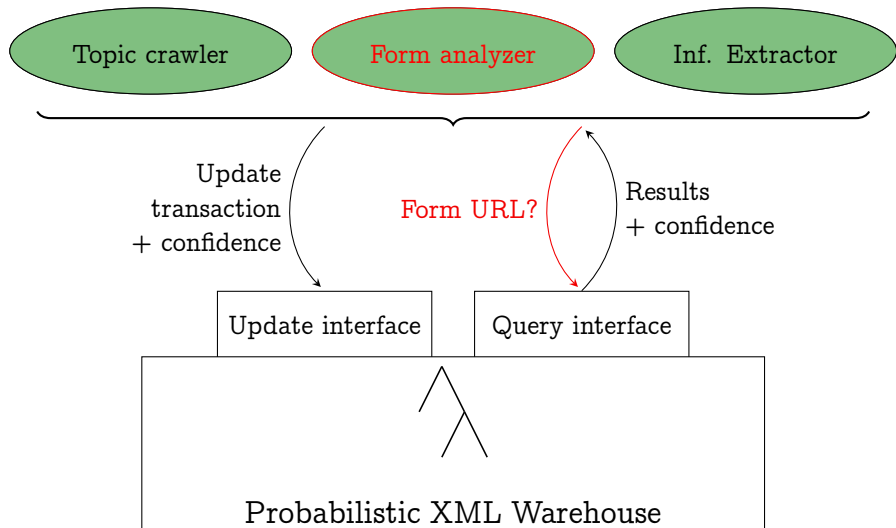 Topic crawler
Form analyzer
Inf. Extractor
Update
transaction
+ confidence
Form URL?
Results
+ confidence
Update interface
Query interface
Probabilistic XML Warehouse